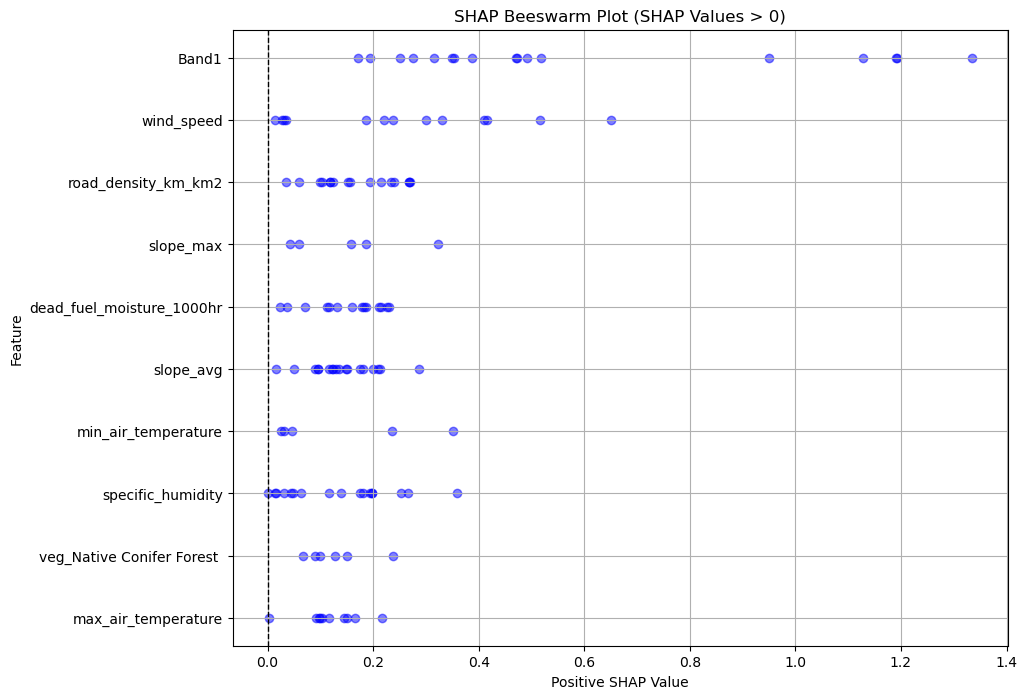 SHAP Beeswarm Plot (SHAP Values > 0)
Feature
Band1
wind_speed
road_density_km_km2
slope_max
dead_fuel_moisture_1000hr
slope_avg
min_air_temperature
specific_humidity
veg_Native Conifer Forest
max_air_temperature
0.0 0.2 0.4 0.6 0.8 1.0 1.2 1.4
Positive SHAP Value